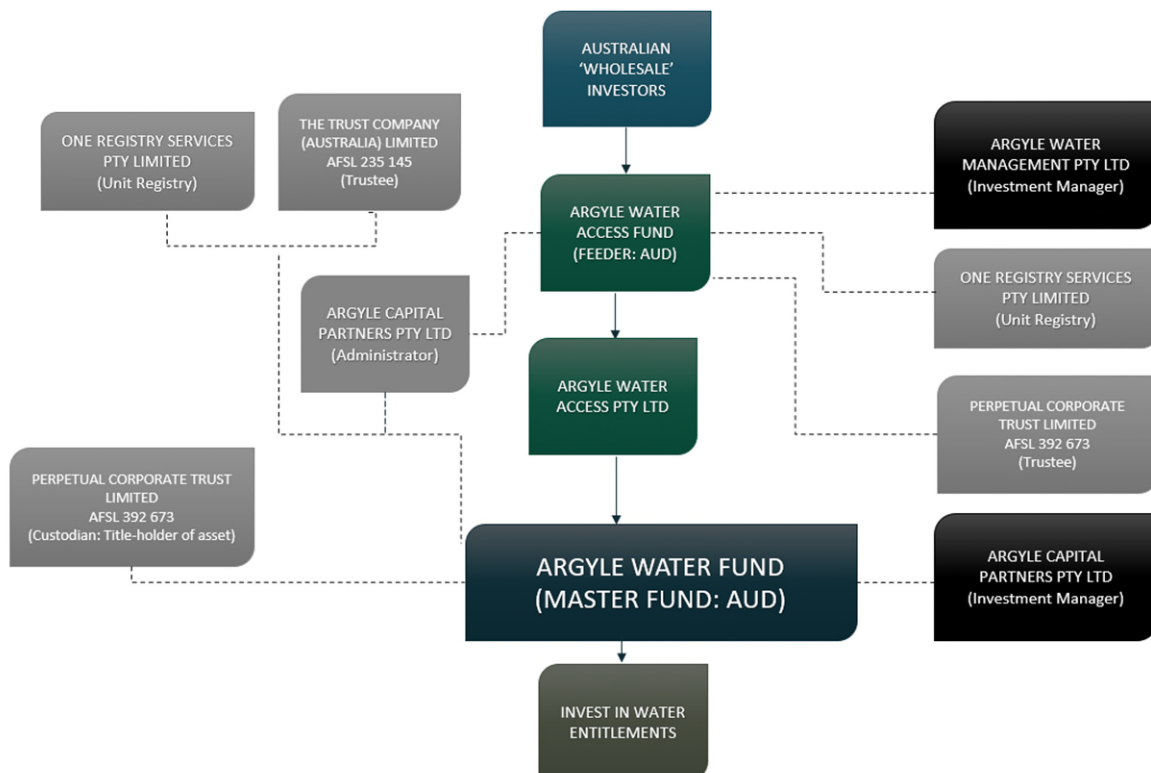 AUSTRALIAN
‘WHOLESALE’
INVESTORS
ONE REGISTRY SERVICES
PTY LIMITED
(Unit Registry)
THE TRUST COMPANY
(AUSTRALIA) LIMITED
AFSL 235 145
(Trustee)
ARGYLE WATER
MANAGEMENT PTY LTD
(Investment Manager)
ARGYLE WATER
ACCESS FUND
(FEEDER: AUD)
ONE REGISTRY SERVICES
PTY LIMITED
(Unit Registry)
ARGYLE CAPITAL
PARTNERS PTY LTD
(Administrator)
ARGYLE WATER
ACCESS PTY LTD
PERPETUAL CORPORATE
TRUST LIMITED
AFSL 392 673
(Trustee)
PERPETUAL CORPORATE TRUST
LIMITED
AFSL 392 673
(Custodian: Title-holder of asset)
ARGYLE WATER FUND
(MASTER FUND: AUD)
ARGYLE CAPITAL
PARTNERS PTY LTD
(Investment Manager)
INVEST IN WATER
ENTITLEMENTS